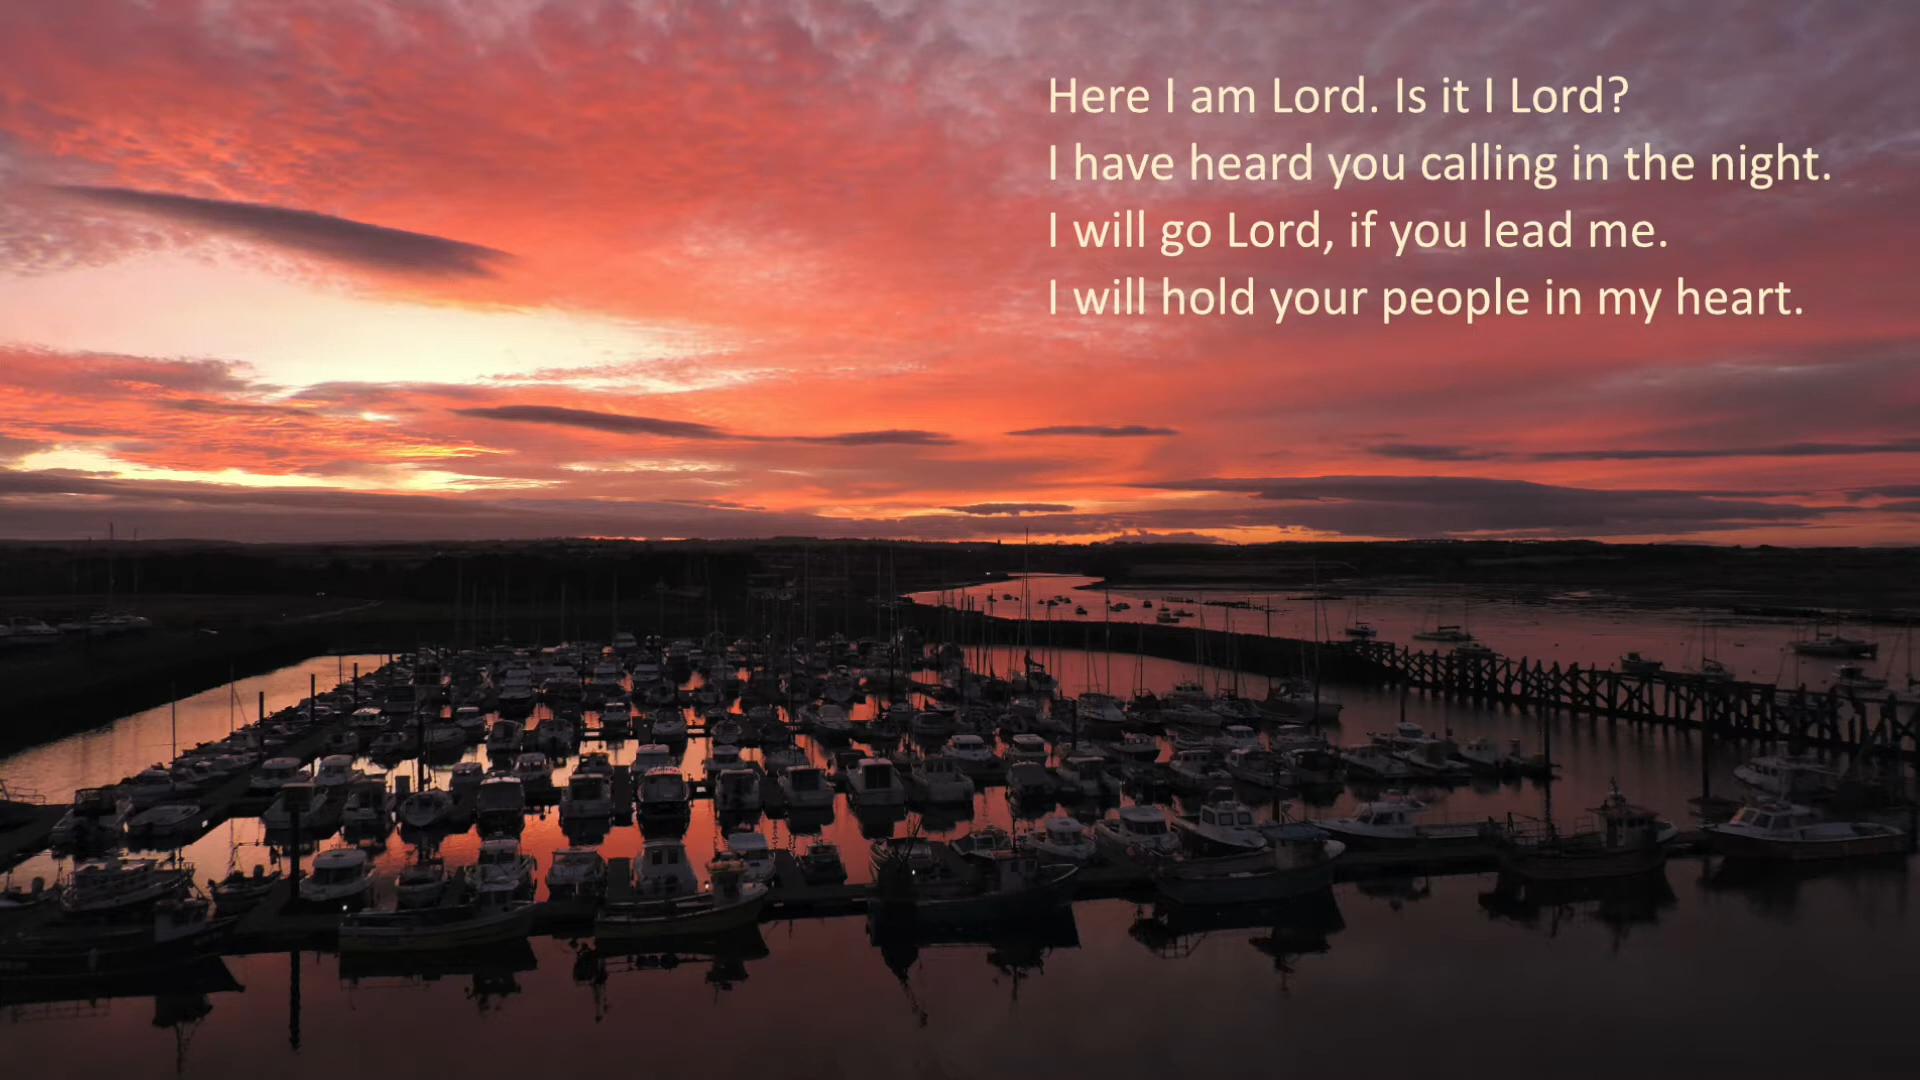 Here I am Lord. Is it I Lord?
I have heard you calling in the night.
I will go Lord, if you lead me.
I will hold your people in my heart.